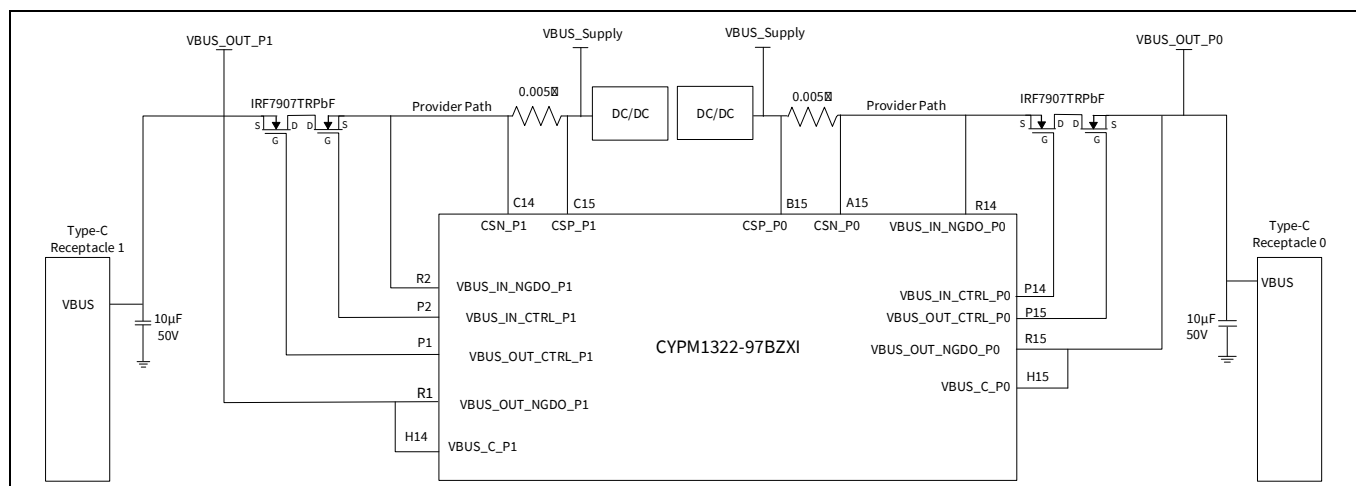 VBUS_Supply
VBUS_Supply
VBUS_OUT_P1
VBUS_OUT_P0
IRF7907TRPbF
Provider Path
0.005
DC/DC
DC/DC
0.005
Provider Path
IRF7907TRPbF
S
D
D
S
G
G
S
D
D
S
G
G
C14
C15
B15
A15
R14
CSN_P1
CSP_P1
CSP_P0
CSN_P0
VBUS_IN_NGDO_P0
Type-C
Receptacle 1
VBUS
10µF
50V
R2
VBUS_IN_NGDO_P1
P2
VBUS_IN_CTRL_P1
P1
VBUS_OUT_CTRL_P1
R1
VBUS_OUT_NGDO_P1
H14
VBUS_C_P1
CYPM1322-97BZXI
VBUS_IN_CTRL_P0
P14
VBUS_OUT_CTRL_P0
P15
VBUS_OUT_NGDO_P0
R15
VBUS_C_P0
H15
Type-C
Receptacle 0
VBUS
10µF
50V